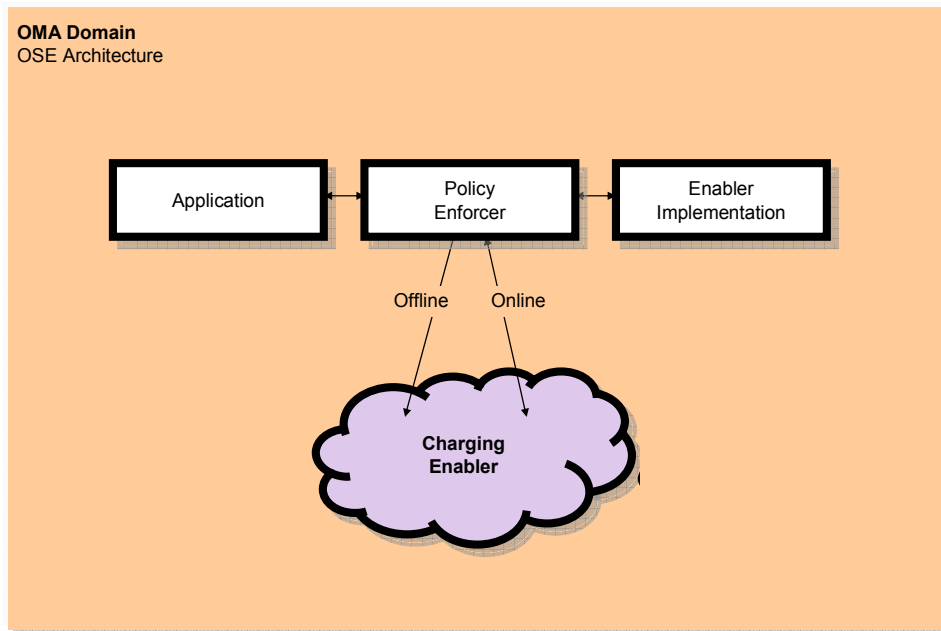 OMA Domain
OSE Architecture
Application
Policy
Enforcer
Enabler
Implementation
Offline
Online
Charging
Enabler